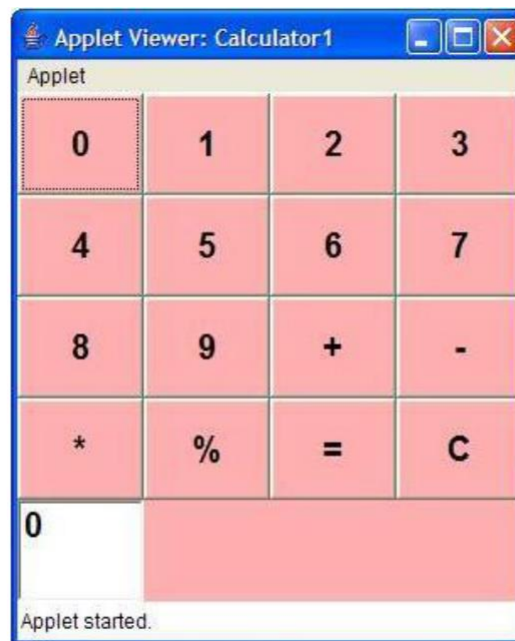 Applet Viewer: Calculator1
Applet
0 1 2 3
4 5 6 7
8 9 + -
* % = C
0
Applet started.